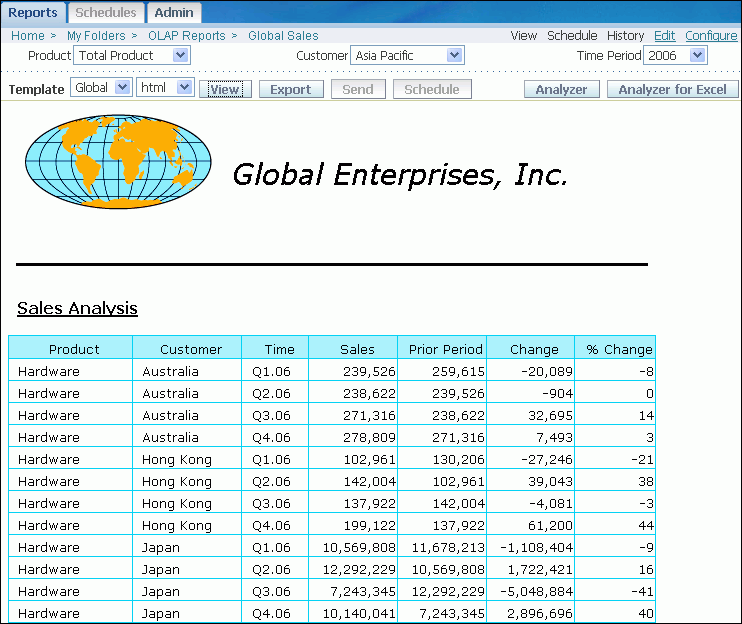 Reports Schedules Admin
Home > My Folders > OLAP Reports > Global Sales View Schedule History Edit Configure
Product Total Product Customer Asia Pacific Time Period 2006
Template Global html View Export Send Schedule Analyzer Analyzer for Excel
Global Enterprises, Inc.
Sales Analysis
Product Customer Time Sales Prior Period Change % Change
Hardware Australia Q1.06 239,526 259,615 -20,089 -8
Hardware Australia Q2.06 238,622 239,526 -904 0
Hardware Australia Q3.06 271,316 238,622 32,695 14
Hardware Australia Q4.06 278,809 271,316 7,493 3
Hardware Hong Kong Q1.06 102,961 130,206 -27,246 -21
Hardware Hong Kong Q2.06 142,004 102,961 39,043 38
Hardware Hong Kong Q3.06 137,922 142,004 -4,081 -3
Hardware Hong Kong Q4.06 199,122 137,922 61,200 44
Hardware Japan Q1.06 10,569,808 11,678,213 -1,108,404 -9
Hardware Japan Q2.06 12,292,229 10,569,808 1,722,421 16
Hardware Japan Q3.06 7,243,345 12,292,229 -5,048,884 -41
Hardware Japan Q4.06 10,140,041 7,243,345 2,896,696 40